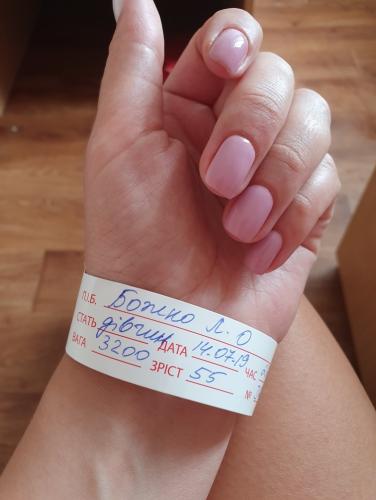 П.І.Б. Божко Л. О
СТАТЬ дівчин ДАТА 14.07.19 ЧАС
ВАГА 3200 ЗРІСТ 55 №